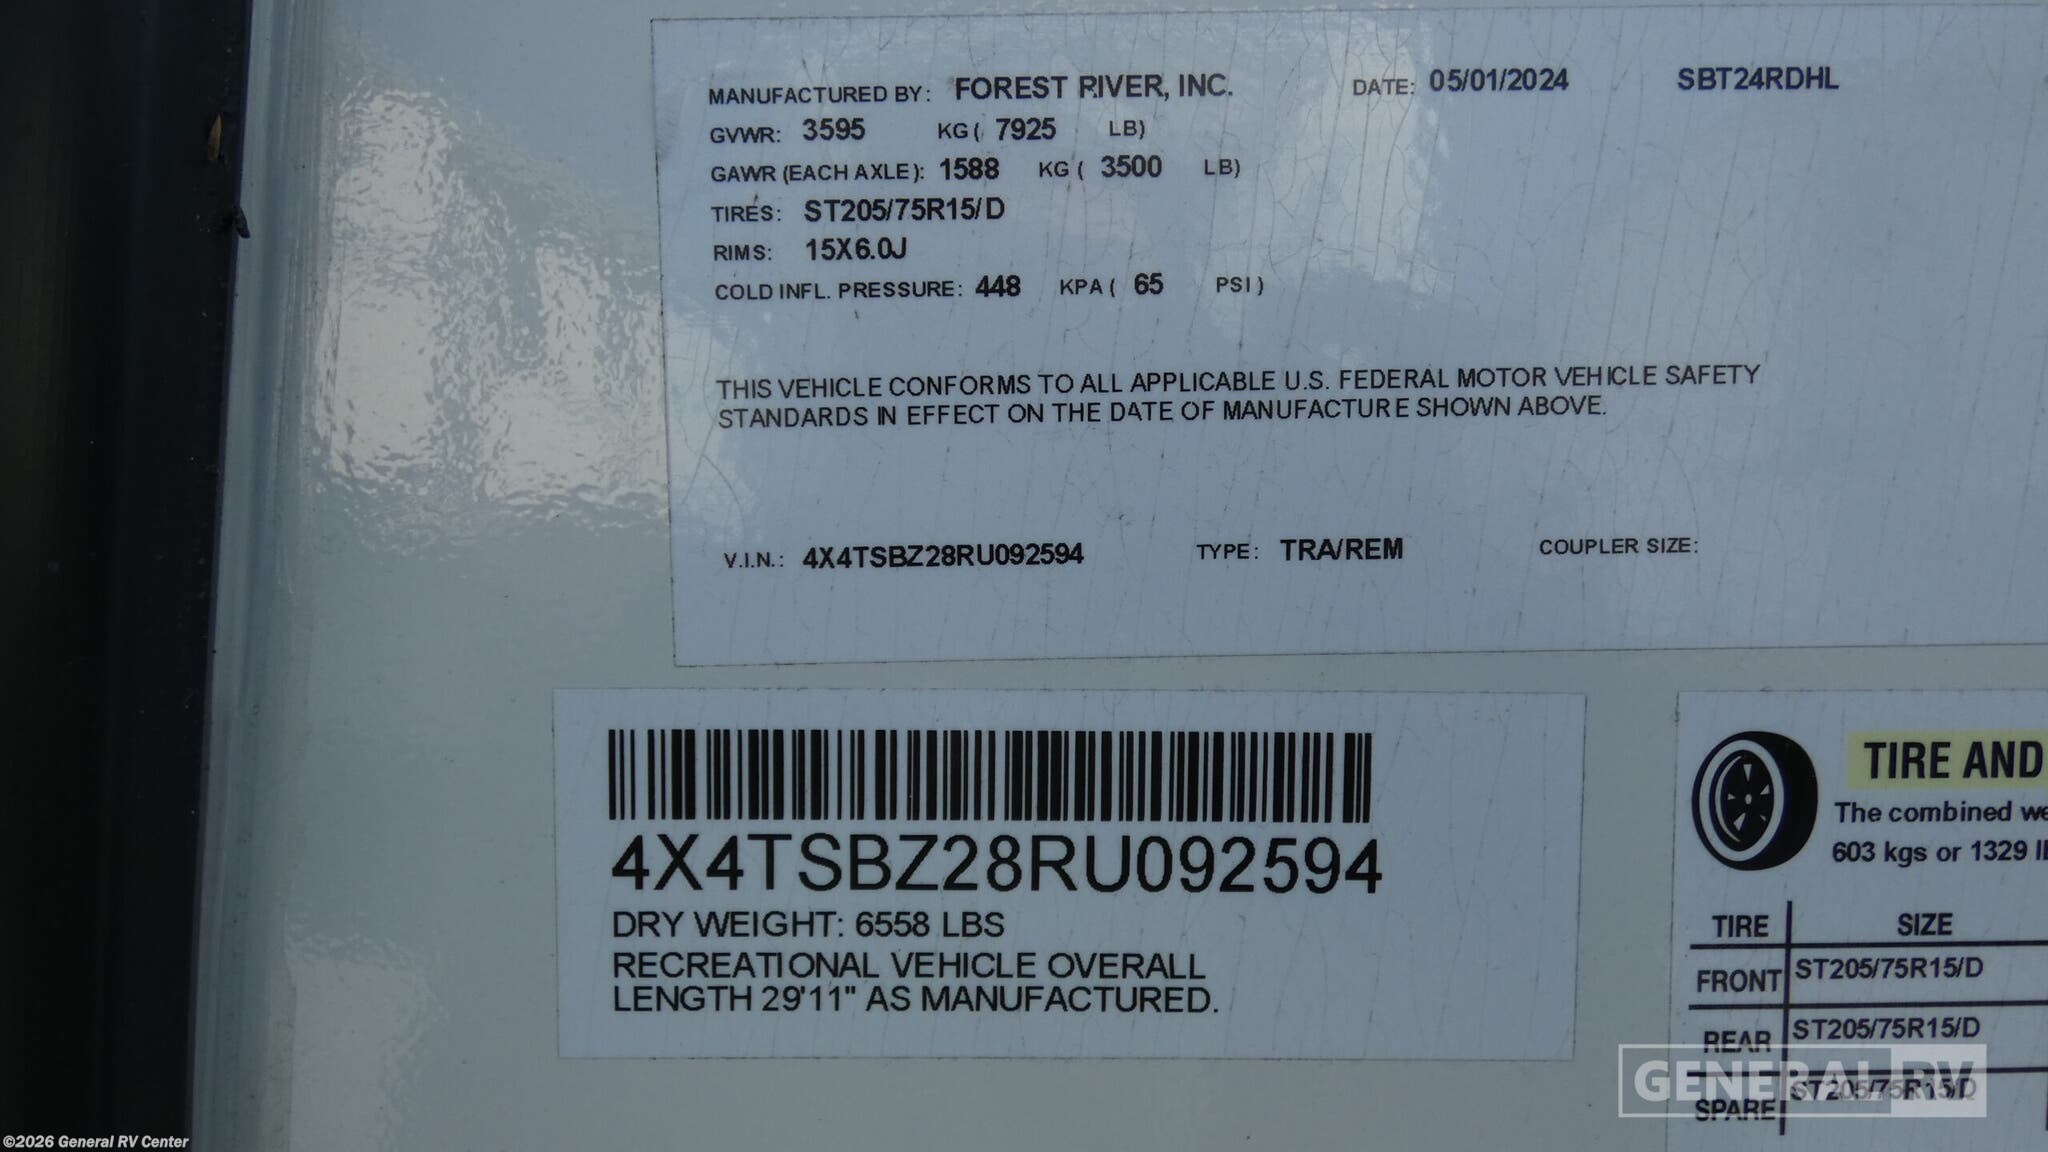 MANUFACTURED BY: FOREST RIVER, INC. DATE: 05/01/2024 SBT24RDHL
GVWR: 3595 KG ( 7925 LB)
GAWR (EACH AXLE): 1588 KG ( 3500 LB)
TIRES: ST205/75R15/D
RIMS: 15X6.0J
COLD INFL. PRESSURE: 448 KPA ( 65 PSI )
THIS VEHICLE CONFORMS TO ALL APPLICABLE U.S. FEDERAL MOTOR VEHICLE SAFETY
STANDARDS IN EFFECT ON THE DATE OF MANUFACTURE SHOWN ABOVE.
V.I.N.: 4X4TSBZ28RU092594 TYPE: TRA/REM COUPLER SIZE:
4X4TSBZ28RU092594
DRY WEIGHT: 6558 LBS
RECREATIONAL VEHICLE OVERALL
LENGTH 29'11" AS MANUFACTURED.
TIRE AND
The combined we
603 kgs or 1329 l
TIRE SIZE
FRONT ST205/75R15/D
REAR ST205/75R15/D
SPARE ST205/75R15/D
GENERAL RV
©2026 General RV Center